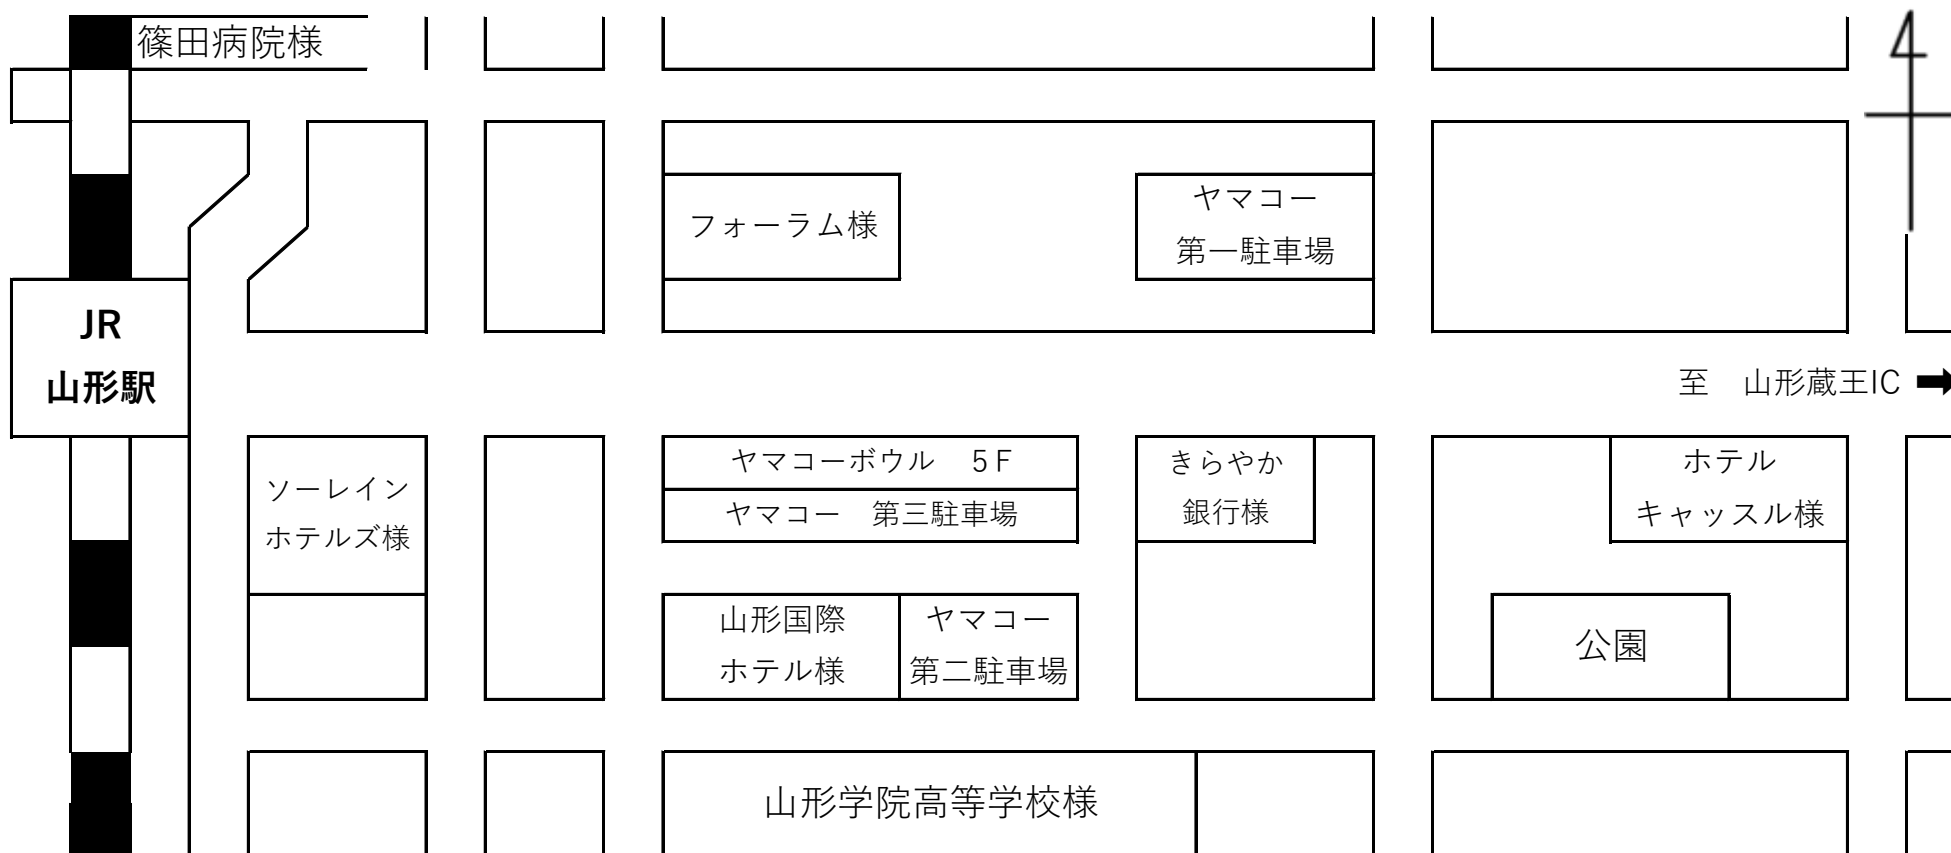 篠田病院様
フォーラム様
ヤマコー
第一駐車場
JR
山形駅
至　山形蔵王IC
ソーレイン
ホテルズ様
ヤマコーボウル　5F
ヤマコー　第三駐車場
きらやか
銀行様
ホテル
キャッスル様
山形国際
ホテル様
ヤマコー
第二駐車場
公園
山形学院高等学校様